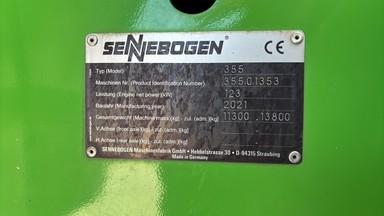 SENNEBOGEN CE
Typ (Model) 355
Maschinen Nr. (Product Identification Number) 355.0.1353
Leistung (Engine net power) [kW] 123
Baujahr (Manufacturing year) 2021
Gesamtgewicht (Machine mass) [kg] - zul. (adm.) [kg] 11300 . 13800
V.Achse (front axle) [kg] - zul. (adm.) [kg]
H.Achse (rear axle) [kg] - zul. (adm.) [kg]
SENNEBOGEN Maschinenfabrik GmbH • Hebbelstrasse 30 • D-94315 Straubing
Made in Germany